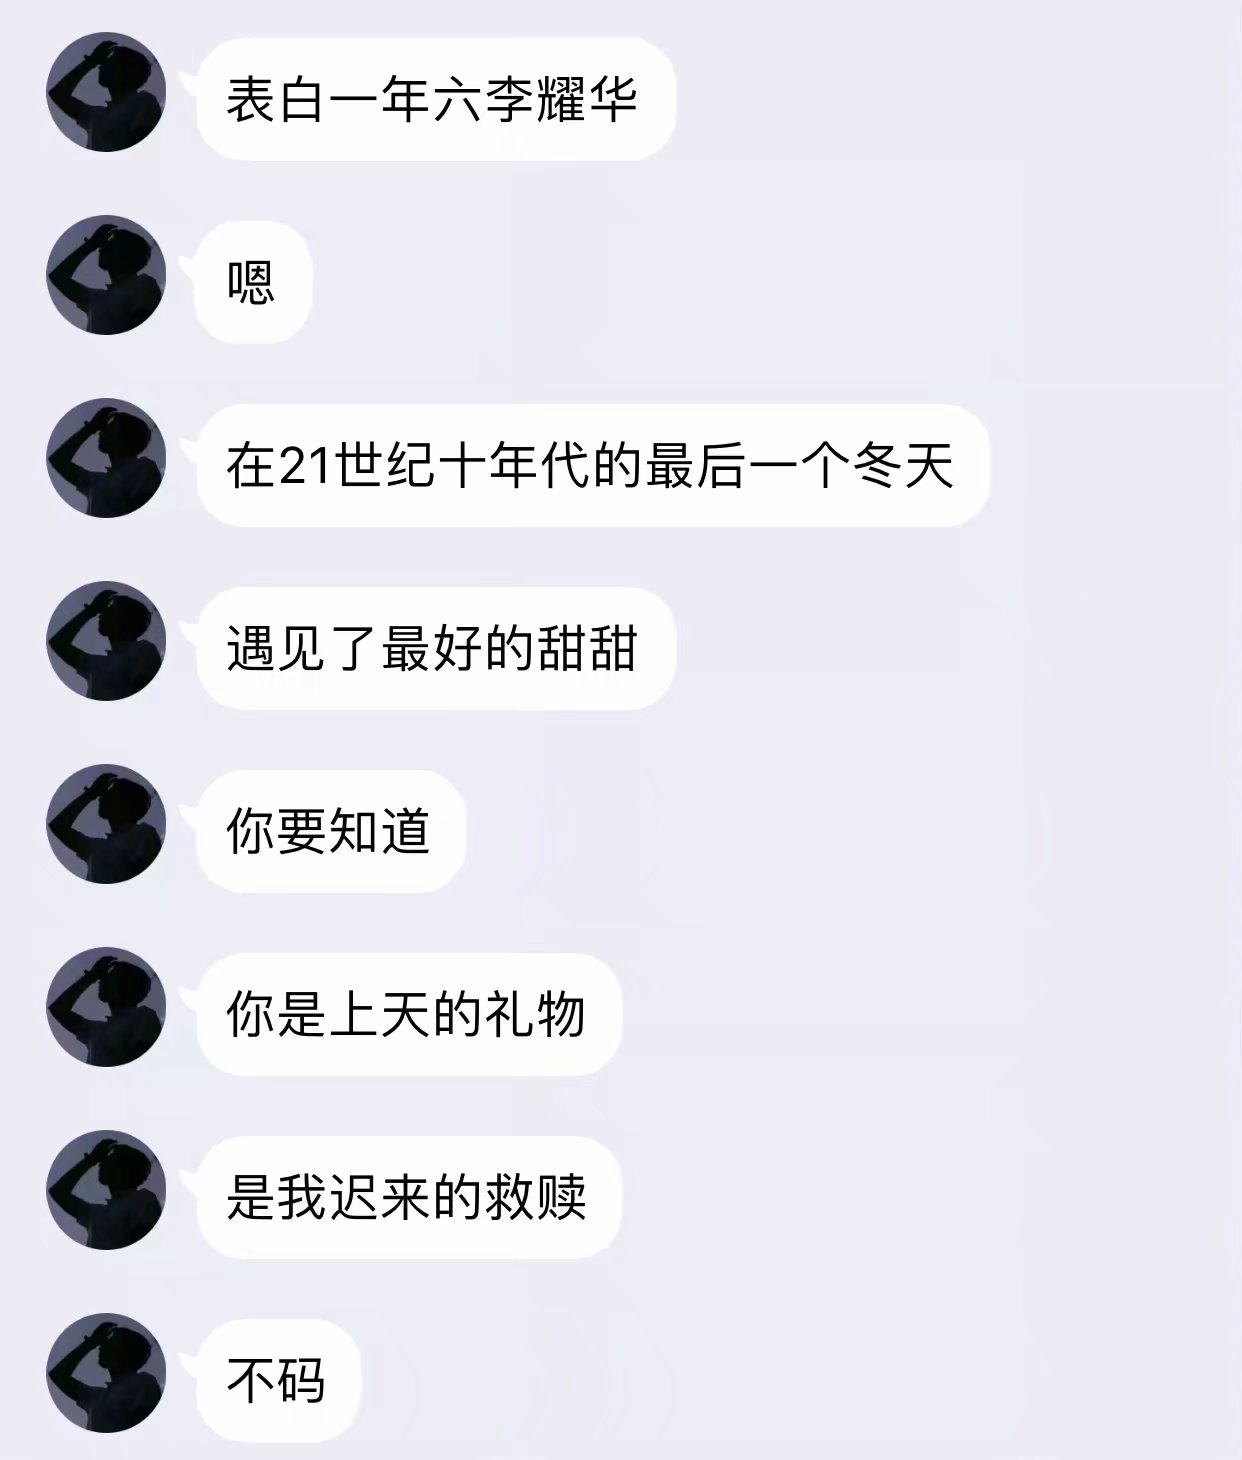 表白一年六李耀华
嗯
在21世纪十年代的最后一个冬天
遇见了最好的甜甜
你要知道
你是上天的礼物
是我迟来的救赎
不码